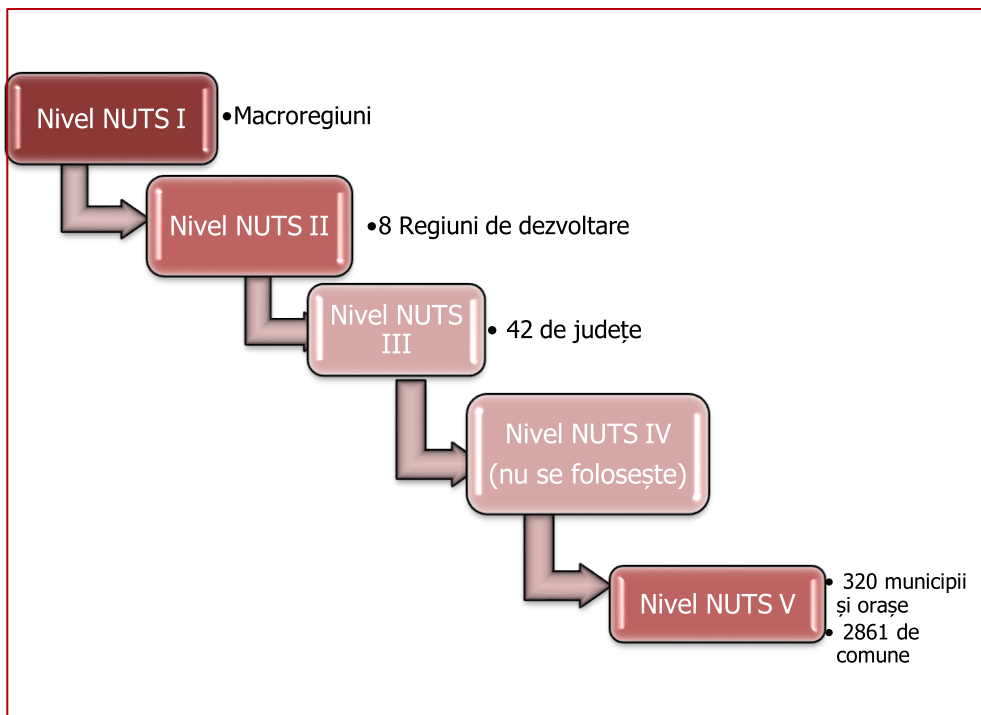 Nivel NUTS I
•Macroregiuni
Nivel NUTS II
•8 Regiuni de dezvoltare
Nivel NUTS
III
• 42 de județe
Nivel NUTS IV
(nu se folosește)
Nivel NUTS V
• 320 municipii
și orașe
• 2861 de
comune